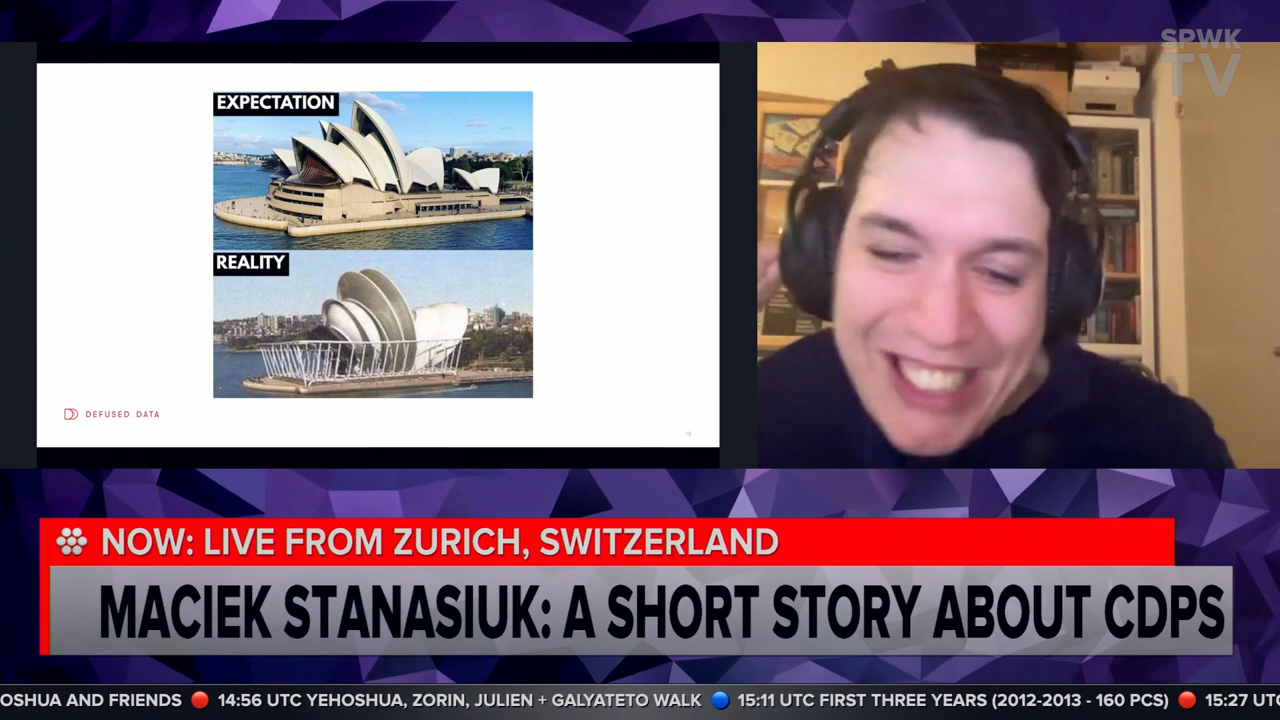 SPWK
TV
EXPECTATION
REALITY
DEFUSED DATA
15
NOW: LIVE FROM ZURICH, SWITZERLAND
MACIEK STANASIUK: A SHORT STORY ABOUT CDPS
OSHUA AND FRIENDS 14:56 UTC YEHOSHUA, ZORIN, JULIEN + GALYATETO WALK 15:11 UTC FIRST THREE YEARS (2012-2013 - 160 PCS) 15:27 UTC